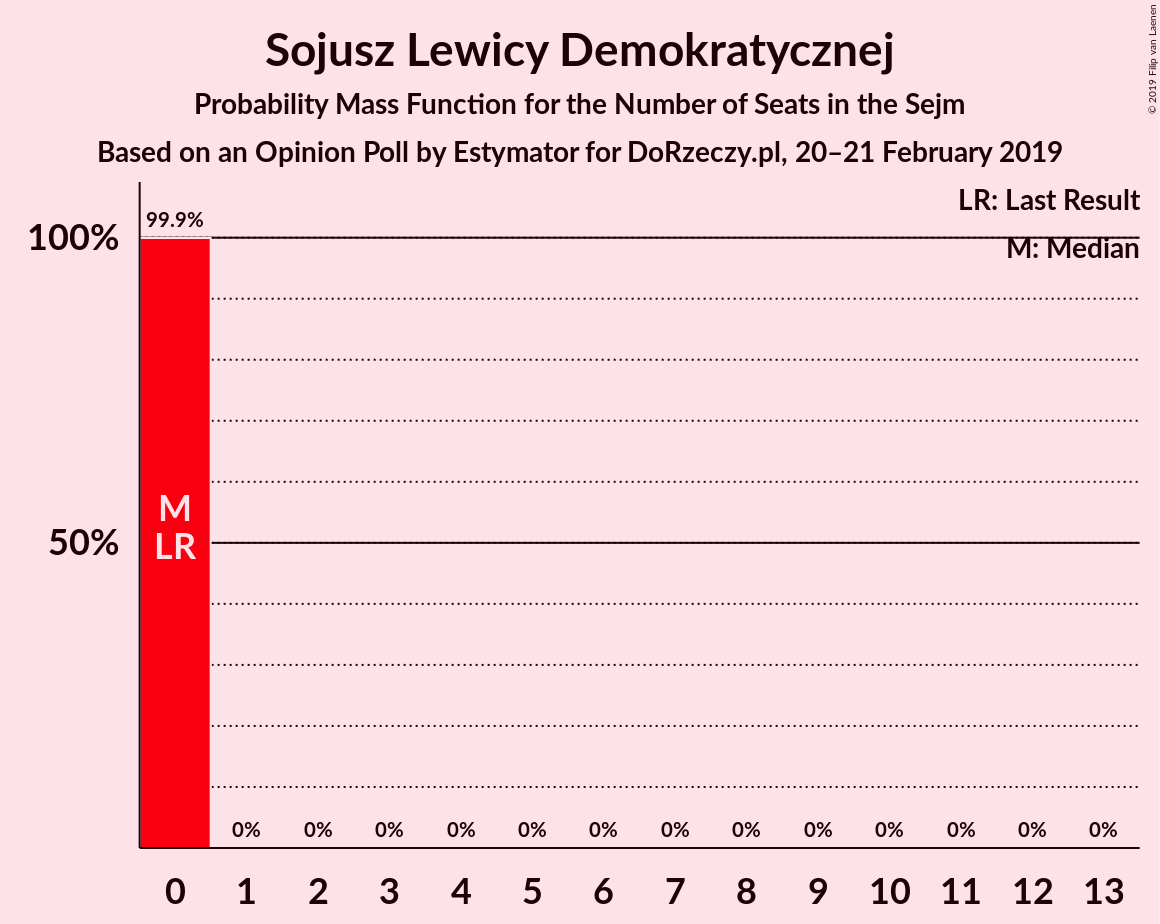 Sojusz Lewicy Demokratycznej
Probability Mass Function for the Number of Seats in the Sejm
Based on an Opinion Poll by Estymator for DoRzeczy.pl, 20–21 February 2019
© 2019 Filip van Laenen
LR: Last Result
M: Median
99.9%
100%
M
LR
50%
0% 0% 0% 0% 0% 0% 0% 0% 0% 0% 0% 0% 0%
0 1 2 3 4 5 6 7 8 9 10 11 12 13